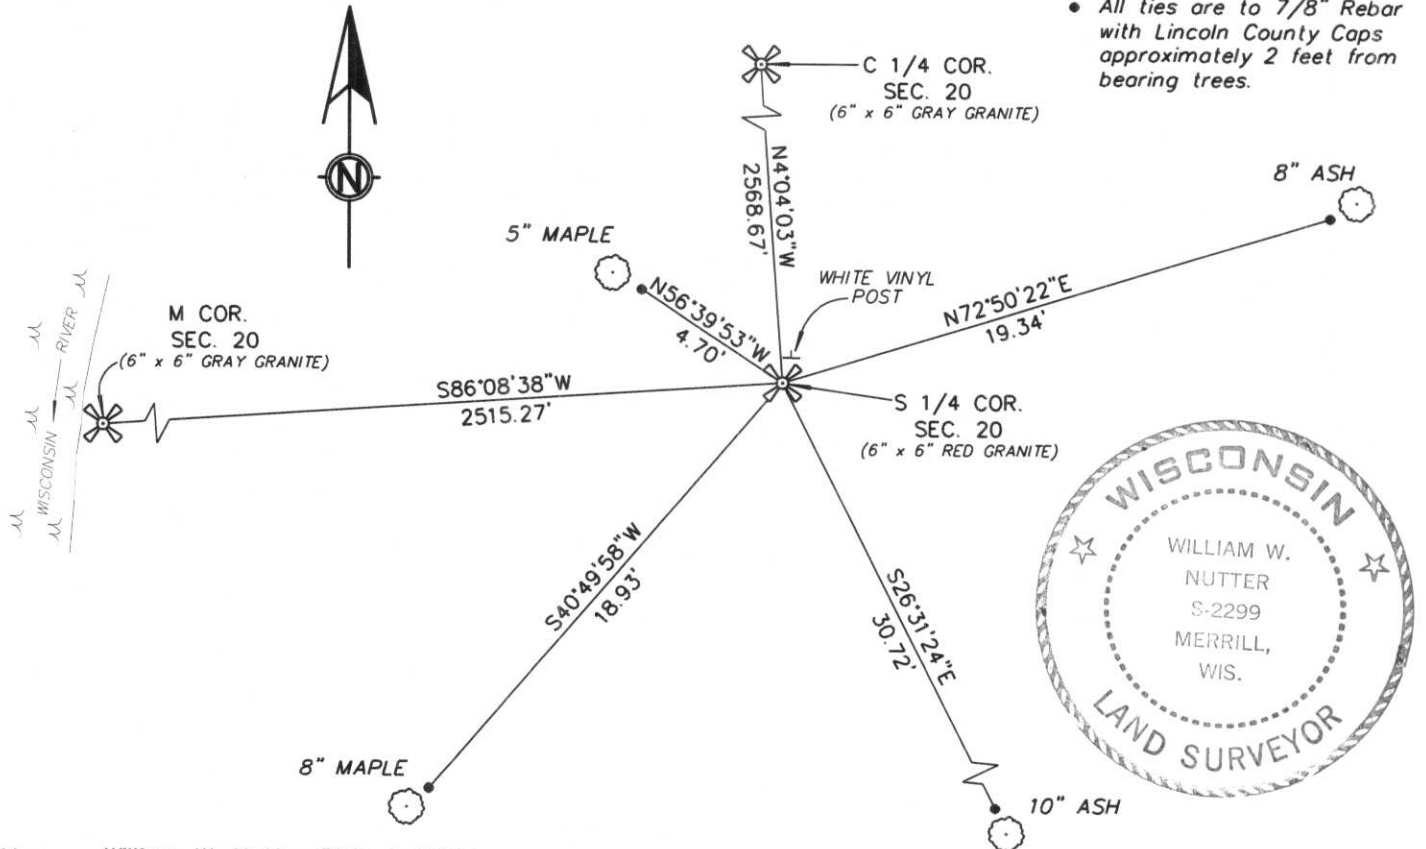 All ties are to 7/8" Rebar
with Lincoln County Caps
approximately 2 feet from
bearing trees.
C 1/4 COR.
SEC. 20
(6" x 6" GRAY GRANITE)
N4°04'03"W
2568.67'
8" ASH
5" MAPLE
N56°39'53"W
4.70'
WHITE VINYL
POST
N72°50'22"E
19.34'
N
M COR.
SEC. 20
(6" x 6" GRAY GRANITE)
WISCONSIN RIVER
S86°08'38"W
2515.27'
S 1/4 COR.
SEC. 20
(6" x 6" RED GRANITE)
S40°49'58"W
18.93'
S26°31'24"E
30.72'
8" MAPLE
10" ASH
WISCONSIN
WILLIAM W.
NUTTER
S-2299
MERRILL,
WIS.
LAND SURVEYOR